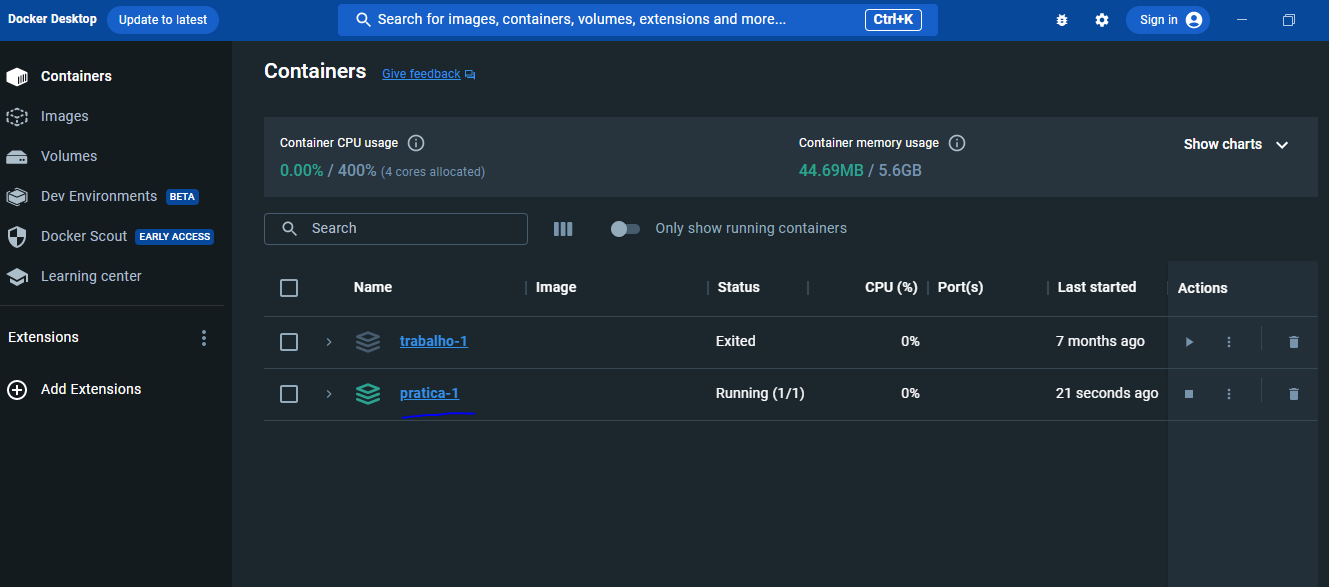 Docker Desktop Update to latest Search for images, containers, volumes, extensions and more... Ctrl+K Sign in
Containers
Images
Volumes
Dev Environments BETA
Docker Scout EARLY ACCESS
Learning center
Extensions
Add Extensions
Containers Give feedback
Container CPU usage
0.00% / 400% (4 cores allocated)
Container memory usage
44.69MB / 5.6GB
Show charts
Search Only show running containers
Name Image Status CPU (%) Port(s) Last started Actions
trabalho-1 Exited 0% 7 months ago
pratica-1 Running (1/1) 0% 21 seconds ago